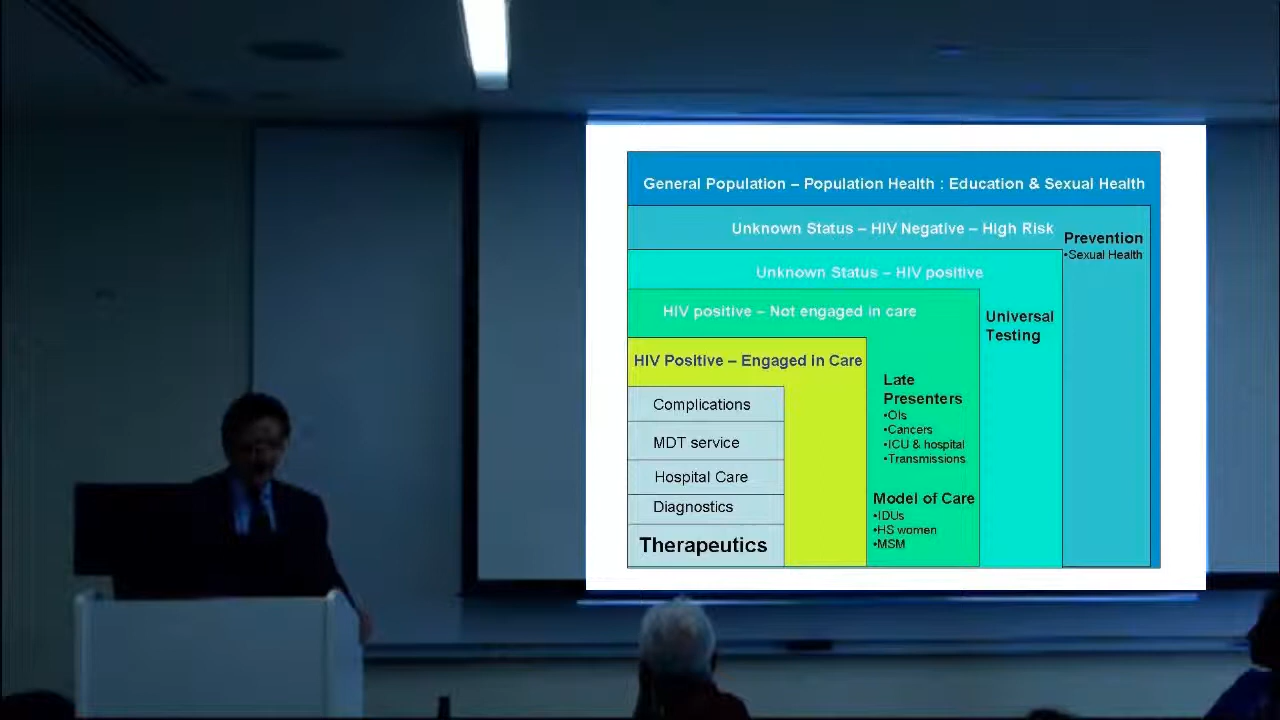 General Population – Population Health : Education & Sexual Health
Unknown Status – HIV Negative – High Risk
Prevention
•Sexual Health
Unknown Status – HIV positive
Universal
Testing
HIV positive – Not engaged in care
Late
Presenters
•OIs
•Cancers
•ICU & hospital
•Transmissions
Model of Care
•IDUs
•HS women
•MSM
HIV Positive – Engaged in Care
Complications
MDT service
Hospital Care
Diagnostics
Therapeutics